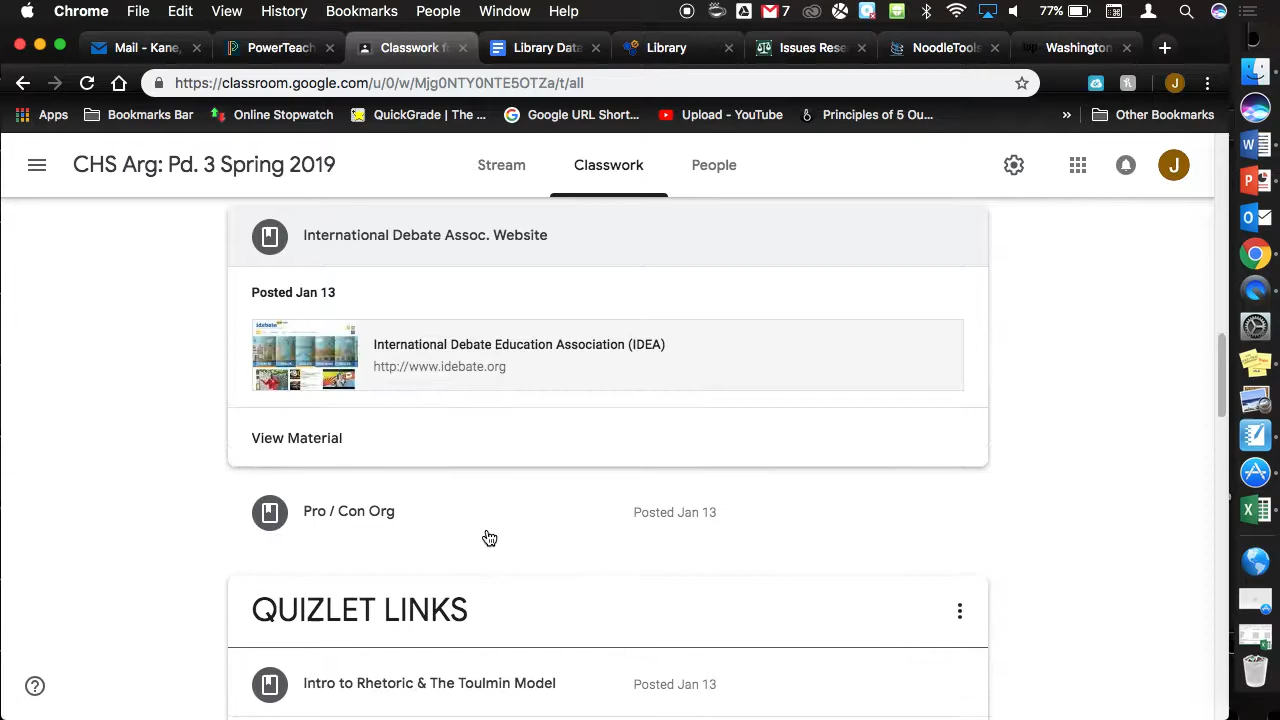 Chrome File Edit View History Bookmarks People Window Help 7 77%
Mail - Kane, PowerTeach Classwork f Library Data Library Issues Rese NoodleTools Washington
https://classroom.google.com/u/0/w/Mjg0NTY0NTE5OTZa/t/all J
Apps Bookmarks Bar Online Stopwatch QuickGrade | The ... Google URL Short... Upload - YouTube Principles of 5 Ou... » Other Bookmarks
CHS Arg: Pd. 3 Spring 2019 Stream Classwork People J
International Debate Assoc. Website
Posted Jan 13
International Debate Education Association (IDEA)
http://www.idebate.org
View Material
Pro / Con Org Posted Jan 13
QUIZLET LINKS
Intro to Rhetoric & The Toulmin Model Posted Jan 13